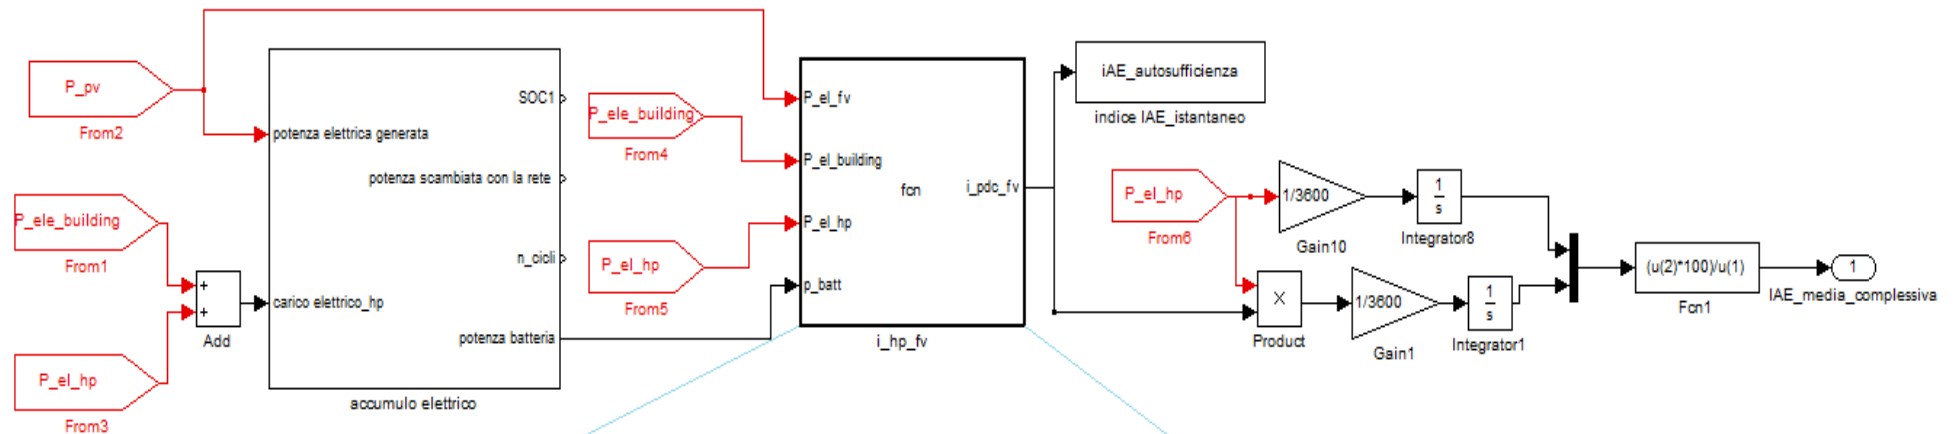 P_pv
From2
P_ele_building
From1
P_el_hp
From3
+
+
Add
potenza elettrica generata
carico elettrico_hp
SOC1
potenza scambiata con la rete
n_cicli
potenza batteria
accumulo elettrico
P_ele_building
From4
P_el_hp
From5
P_el_fv
P_el_building
P_el_hp
p_batt
fcn
i_pdc_fv
i_hp_fv
iAE_autosufficienza
indice IAE_istantaneo
P_el_hp
From6
1/3600
Gain10
1
s
Integrator8
X
Product
1/3600
Gain1
1
s
Integrator1
(u(2)*100)/u(1)
Fcn1
1
IAE_media_complessiva